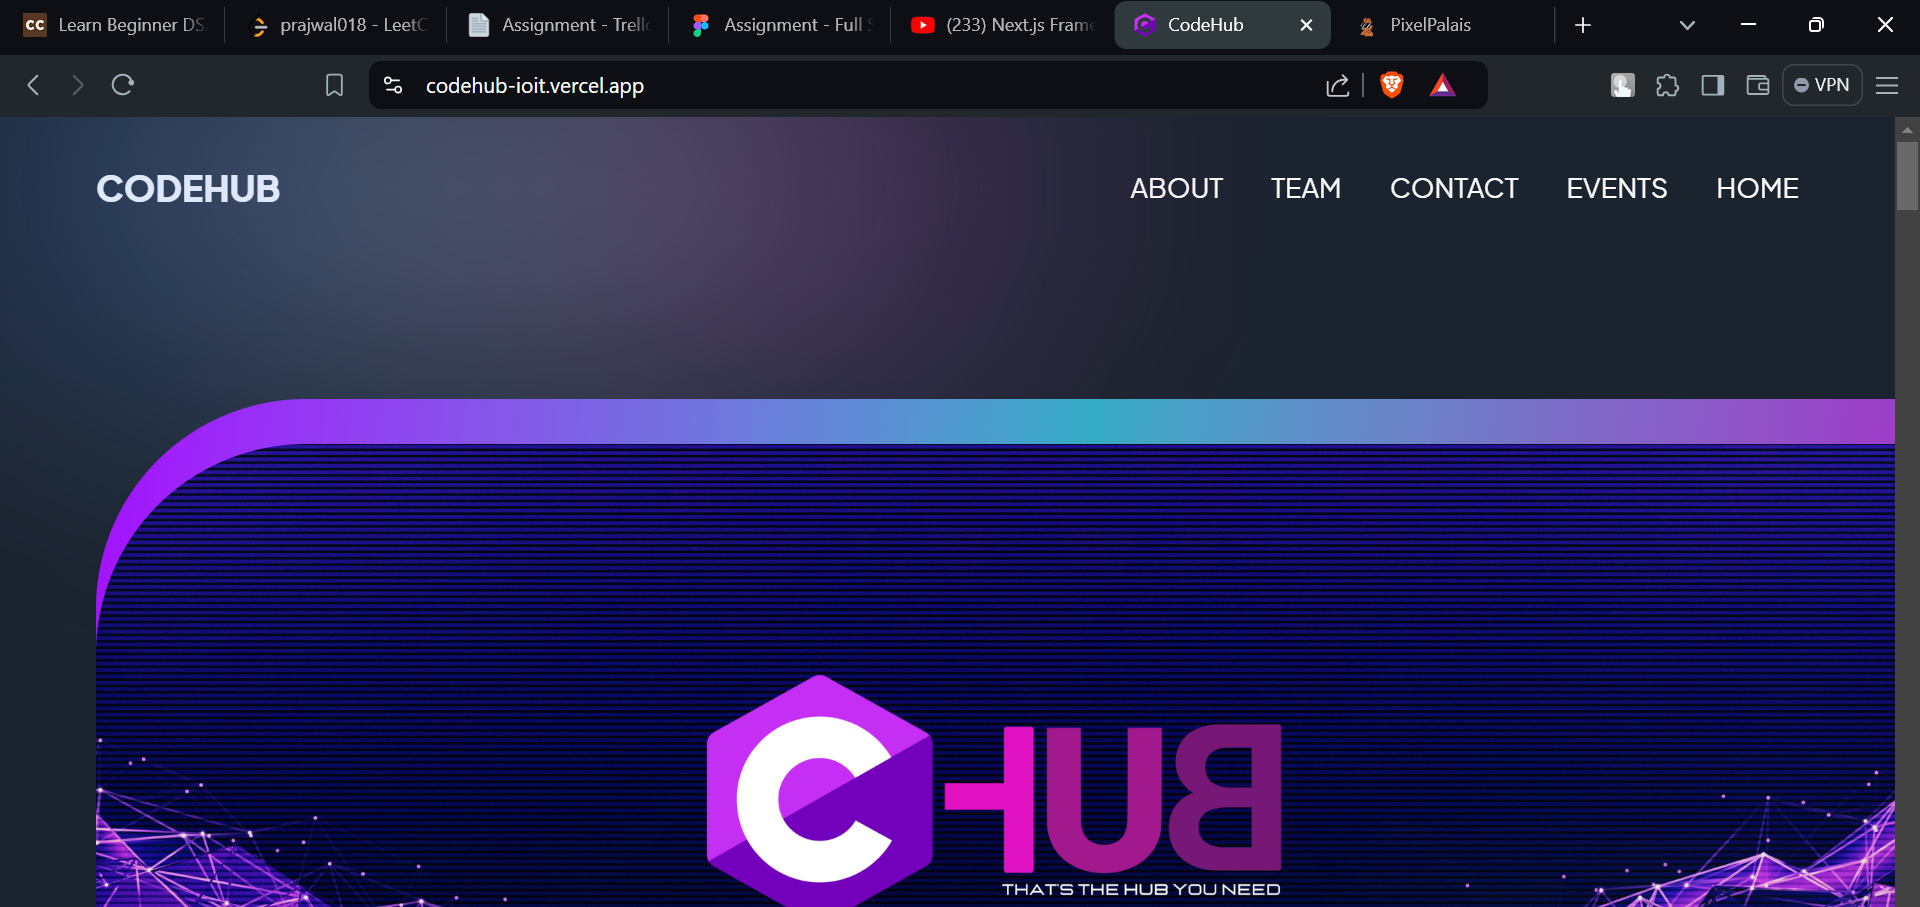 CC Learn Beginner DS
prajwal018 - LeetC
Assignment - Trell
Assignment - Full S
(233) Next.js Frame
CodeHub
PixelPalais
codehub-ioit.vercel.app
VPN
CODEHUB
ABOUT
TEAM
CONTACT
EVENTS
HOME
C HUB
THAT'S THE HUB YOU NEED